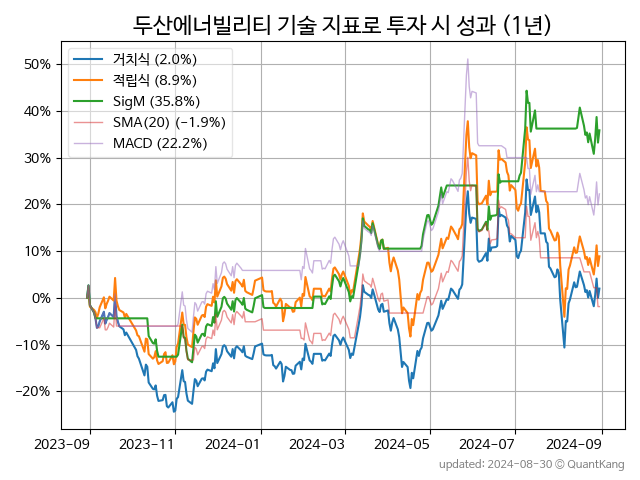 두산에너빌리티 기술 지표로 투자 시 성과 (1년)
거치식 (2.0%)
적립식 (8.9%)
SigM (35.8%)
SMA(20) (−1.9%)
MACD (22.2%)
50%
40%
30%
20%
10%
0%
−10%
−20%
2023-09
2023-11
2024-01
2024-03
2024-05
2024-07
2024-09
updated: 2024-08-30 ⓒ QuantKang